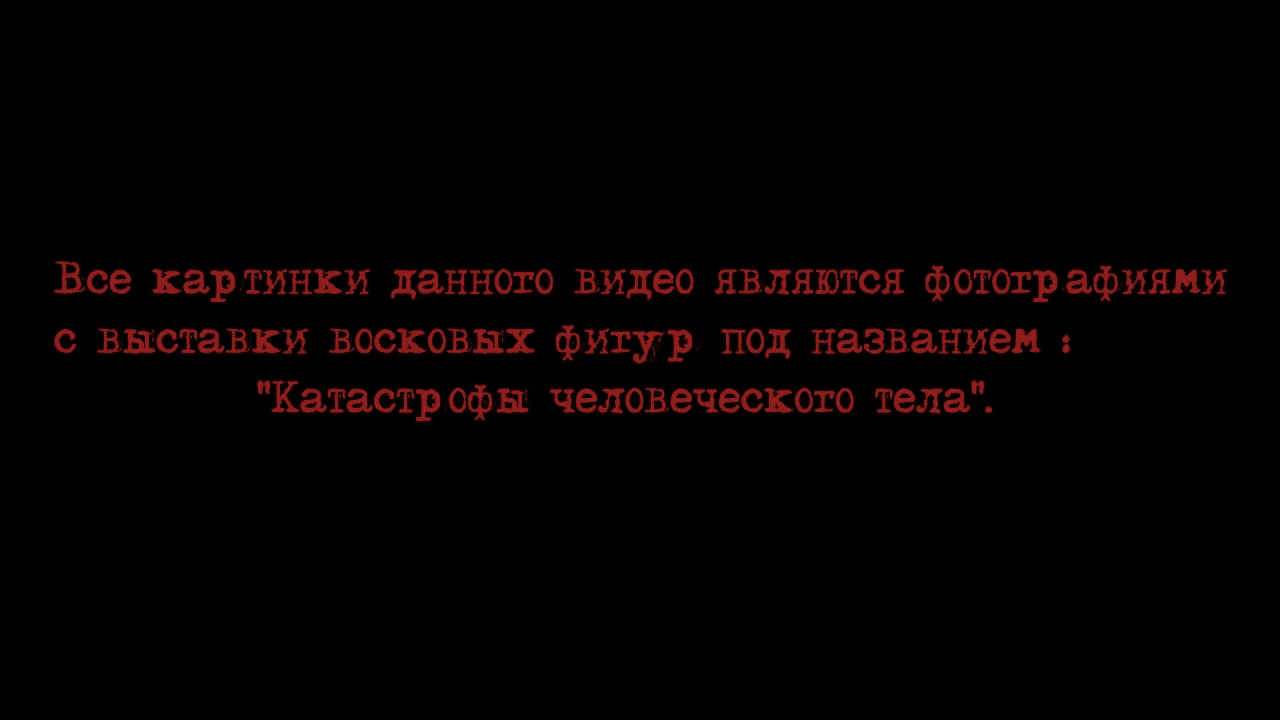 Все картинки данного видео являются фотографиями
с выставки восковых фигур под названием :
"Катастрофы человеческого тела".